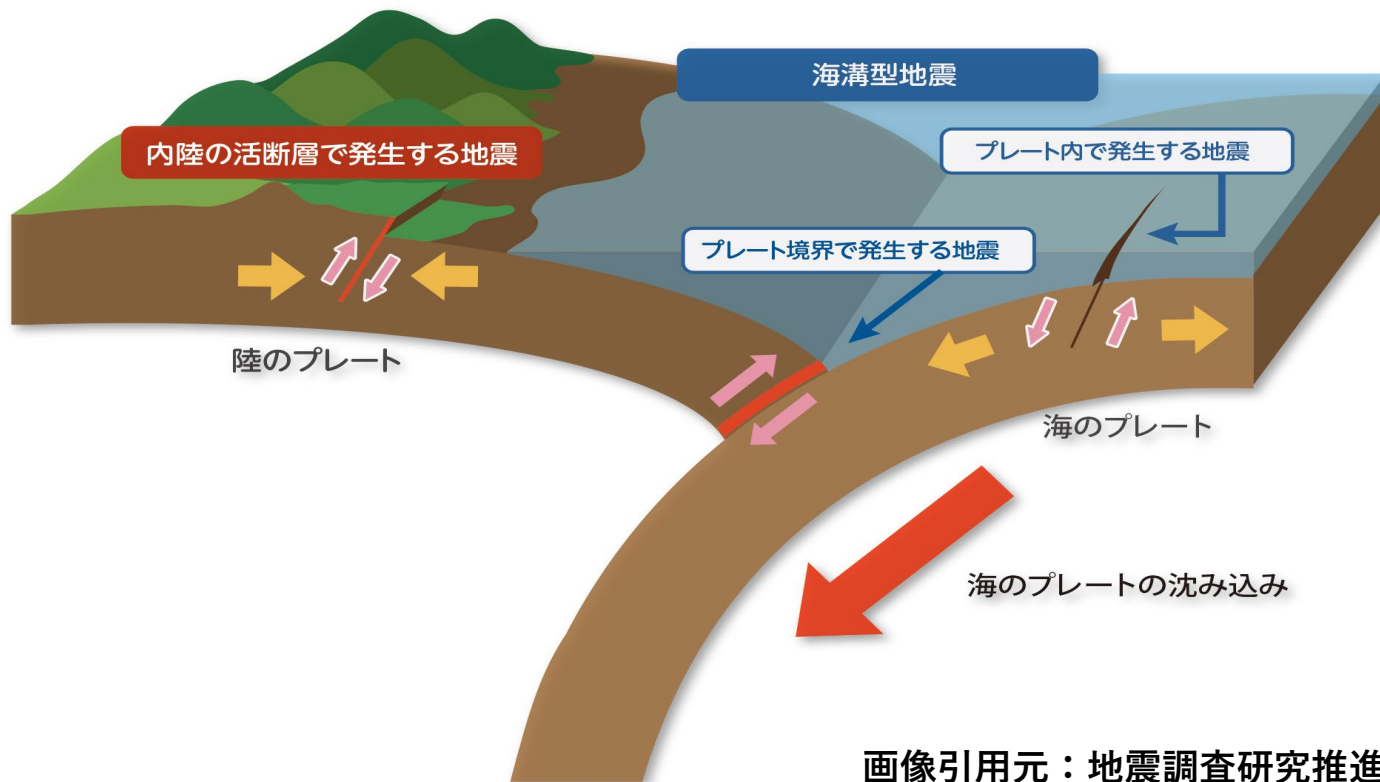 海溝型地震
内陸の活断層で発生する地震
プレート内で発生する地震
プレート境界で発生する地震
陸のプレート
海のプレート
海のプレートの沈み込み
画像引用元：地震調査研究推進